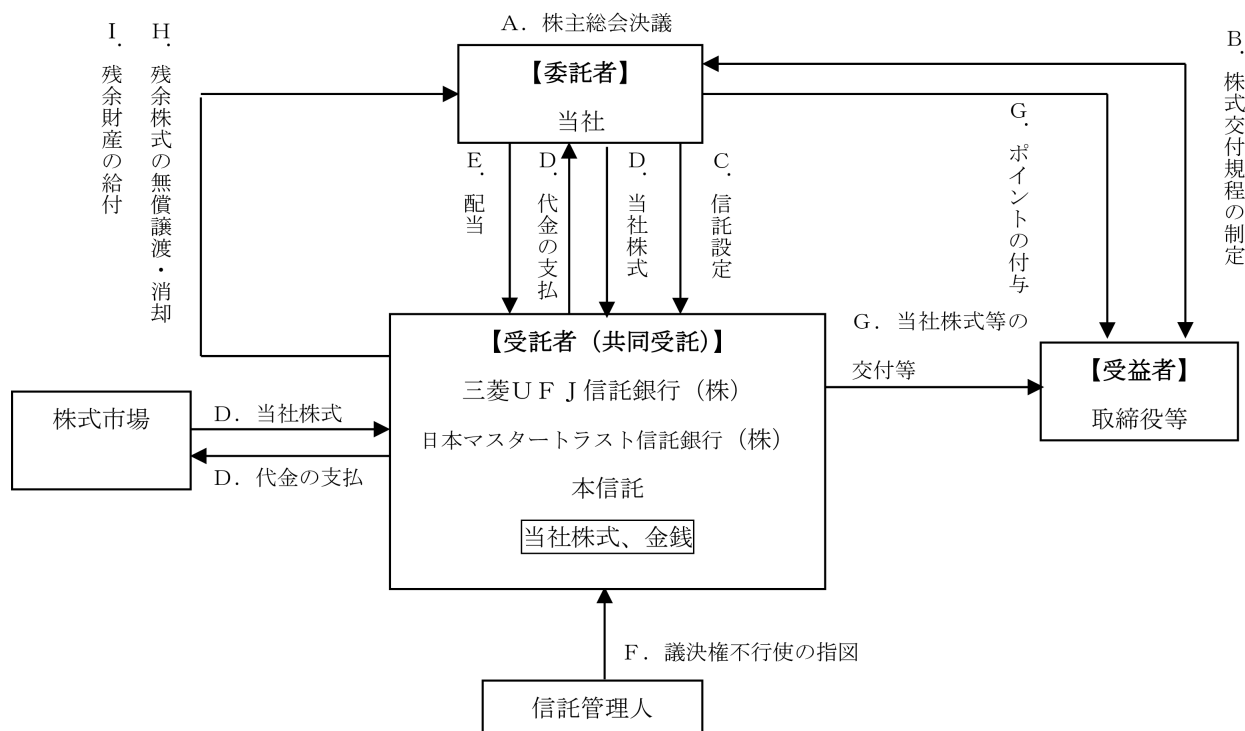 Ａ．株主総会決議
Ｉ．残余財産の給付
Ｈ．残余株式の無償譲渡・消却
【委託者】
当社
Ｂ．株式交付規程の制定
Ｇ．ポイントの付与
Ｅ．配当
Ｄ．代金の支払
Ｄ．当社株式
Ｃ．信託設定
【受託者（共同受託）】
三菱ＵＦＪ信託銀行（株）
日本マスタートラスト信託銀行（株）
本信託
当社株式、金銭
Ｇ．当社株式等の
交付等
【受益者】
取締役等
株式市場
Ｄ．当社株式
Ｄ．代金の支払
Ｆ．議決権不行使の指図
信託管理人